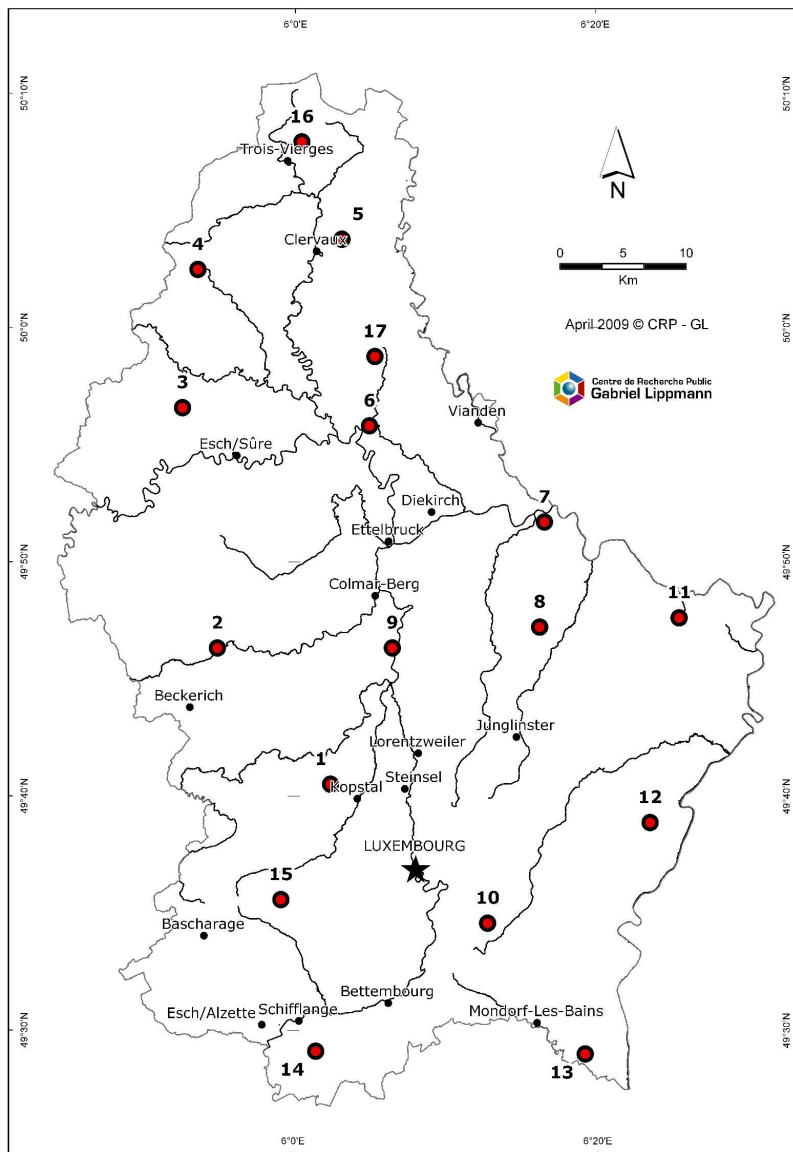 6°0'E
6°20'E
50°10'N
50°10'N
16
Trois-Vierges
N
5
Clervaux
4
0
5
10
Km
50°0'N
50°0'N
April 2009 © CRP - GL
17
Centre de Recherche Public
Gabriel Lippmann
3
6
Vianden
Esch/Sûre
7
Diekirch
Ettelbruck
49°50'N
49°50'N
Colmar-Berg
11
8
2
9
Beckerich
Junglinster
Lorentzweiler
1
Steinsel
Kopstal
49°40'N
49°40'N
12
LUXEMBOURG
15
10
Bascharage
Bettembourg
Esch/Alzette
Schifflange
Mondorf-Les-Bains
49°30'N
49°30'N
14
13
6°0'E
6°20'E